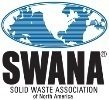 SWANA®
SOLID WASTE ASSOCIATION
of North America